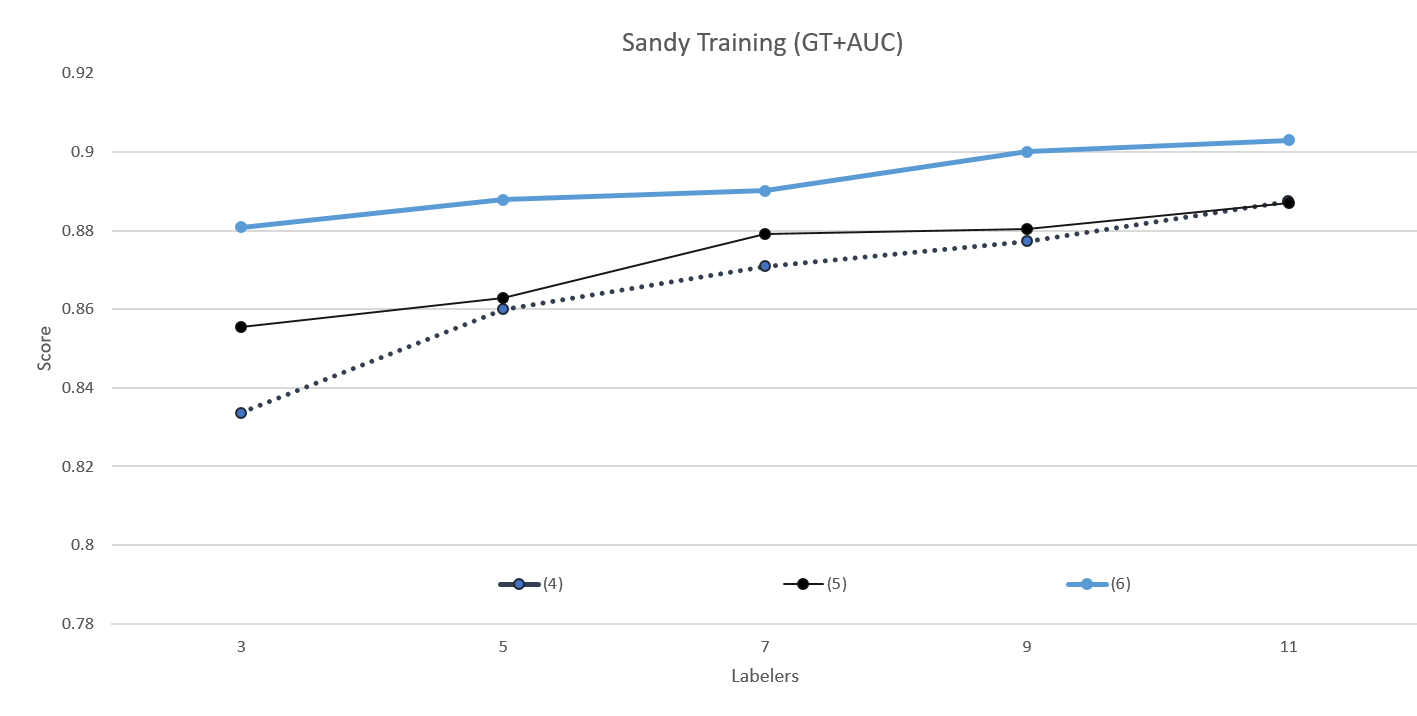 Sandy Training (GT+AUC)
0.92
0.9
0.88
0.86
0.84
0.82
0.8
0.78
Score
(4) (5) (6)
3 5 7 9 11
Labelers